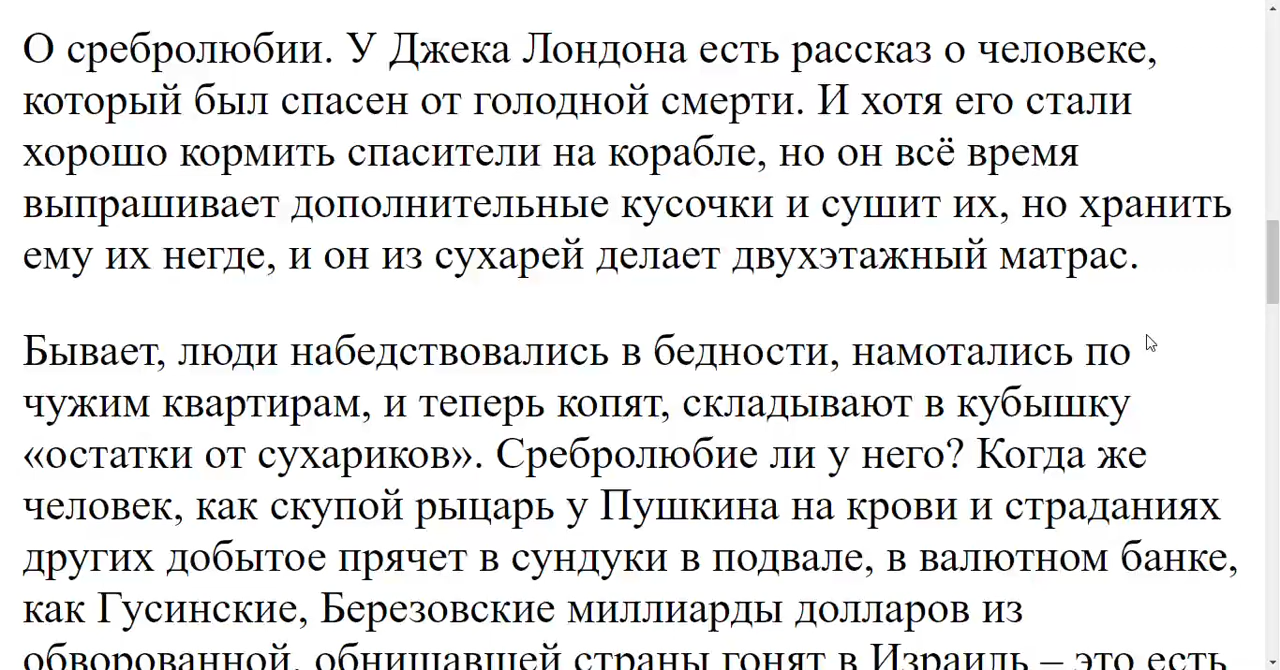 О сребролюбии. У Джека Лондона есть рассказ о человеке,
который был спасен от голодной смерти. И хотя его стали
хорошо кормить спасители на корабле, но он всё время
выпрашивает дополнительные кусочки и сушит их, но хранить
ему их негде, и он из сухарей делает двухэтажный матрас.
Бывает, люди набедствовались в бедности, намотались по
чужим квартирам, и теперь копят, складывают в кубышку
«остатки от сухариков». Сребролюбие ли у него? Когда же
человек, как скупой рыцарь у Пушкина на крови и страданиях
других добытое прячет в сундуки в подвале, в валютном банке,
как Гусинские, Березовские миллиарды долларов из
обворованной, обнищавшей страны гонят в Израиль – это есть